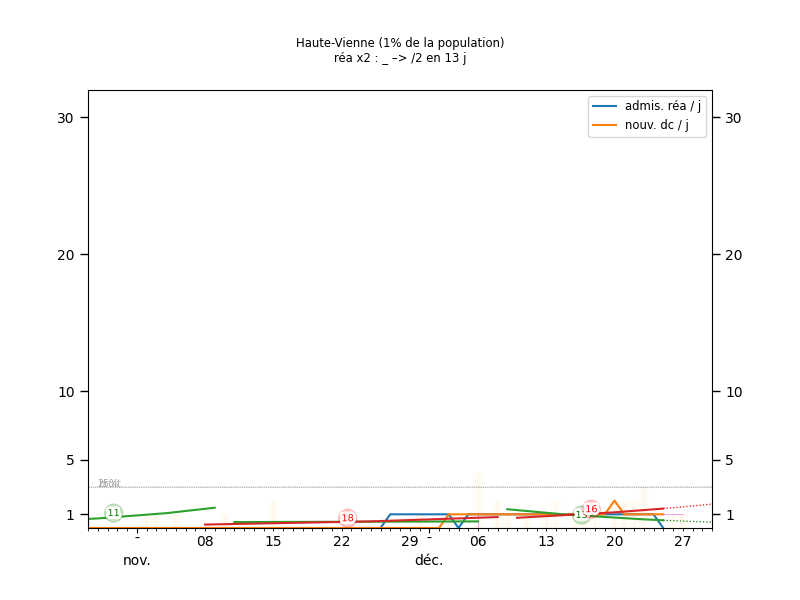 Haute-Vienne (1% de la population)
réa x2 : _ –> /2 en 13 j
admis. réa / j
nouv. dc / j
30 30
20 20
10 10
5 5
1 1
11
18
16
- 08 15 22 29 - 06 13 20 27
nov. déc.